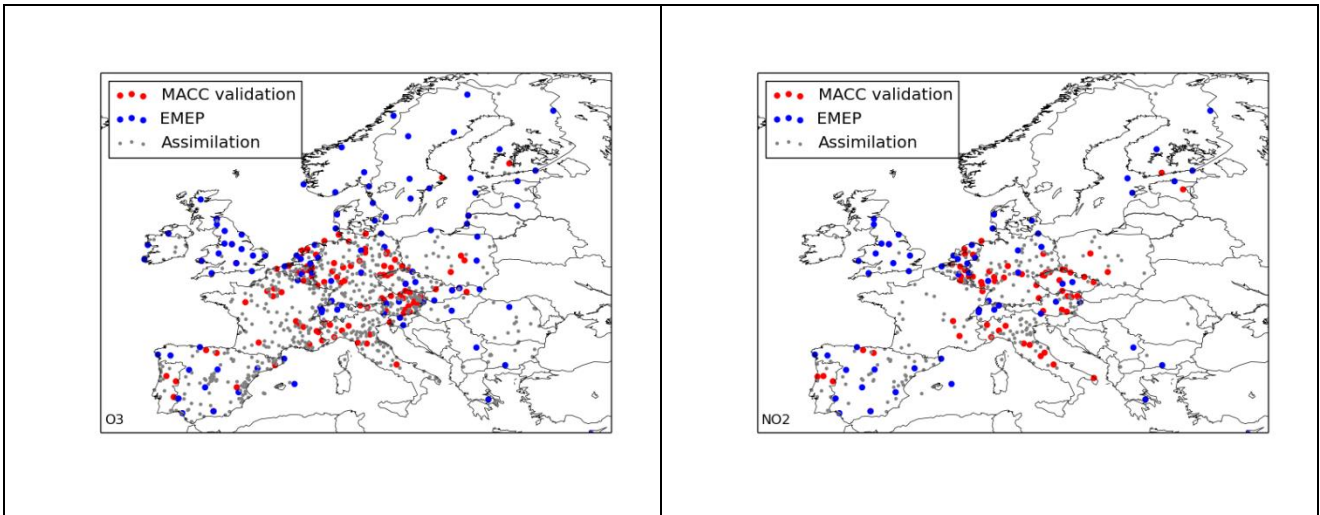 MACC validation
EMEP
Assimilation
O3
MACC validation
EMEP
Assimilation
NO2